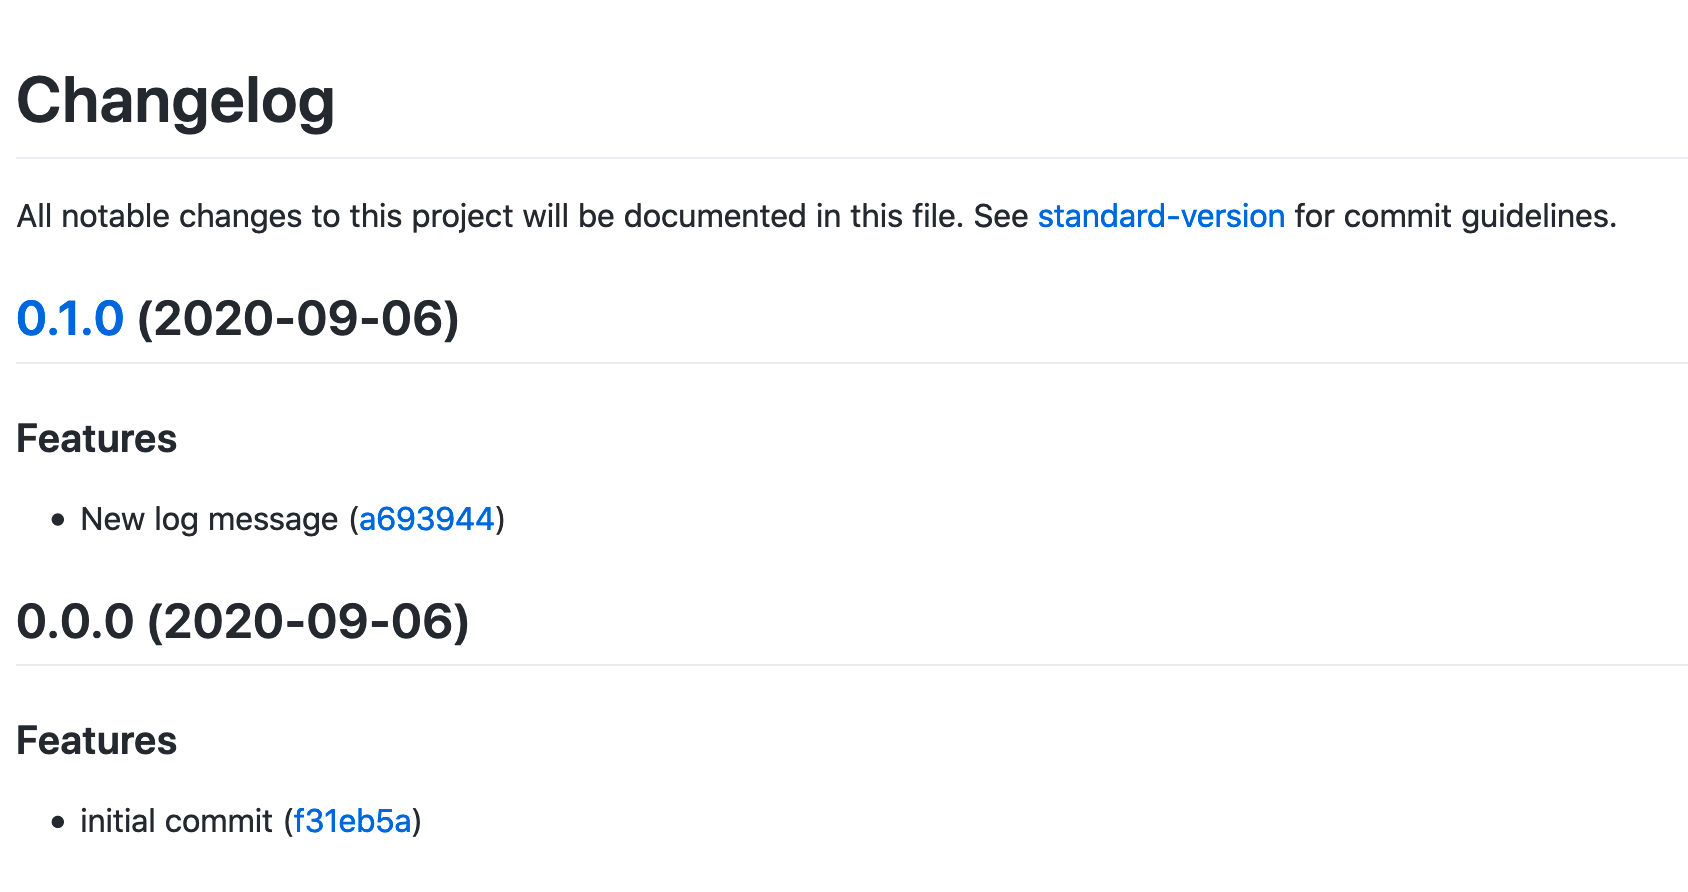 Changelog
All notable changes to this project will be documented in this file. See standard-version for commit guidelines.
0.1.0 (2020-09-06)
Features
• New log message (a693944)
0.0.0 (2020-09-06)
Features
• initial commit (f31eb5a)